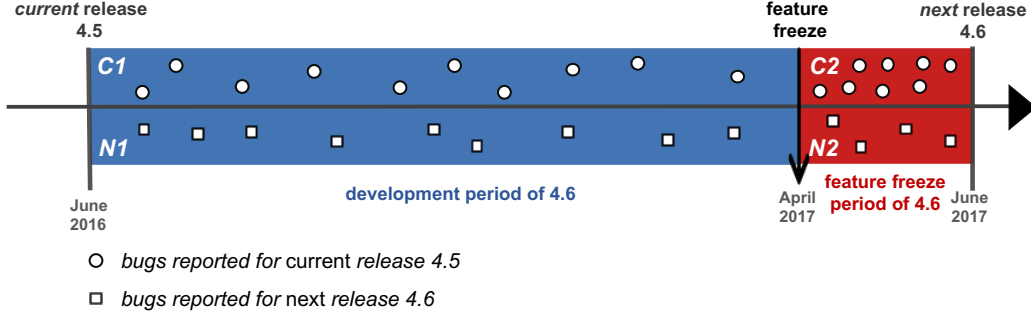 current release
4.5
feature
freeze
next release
4.6
C1
C2
N1
N2
development period of 4.6
feature freeze
period of 4.6
June
2016
April
2017
June
2017
bugs reported for current release 4.5
bugs reported for next release 4.6